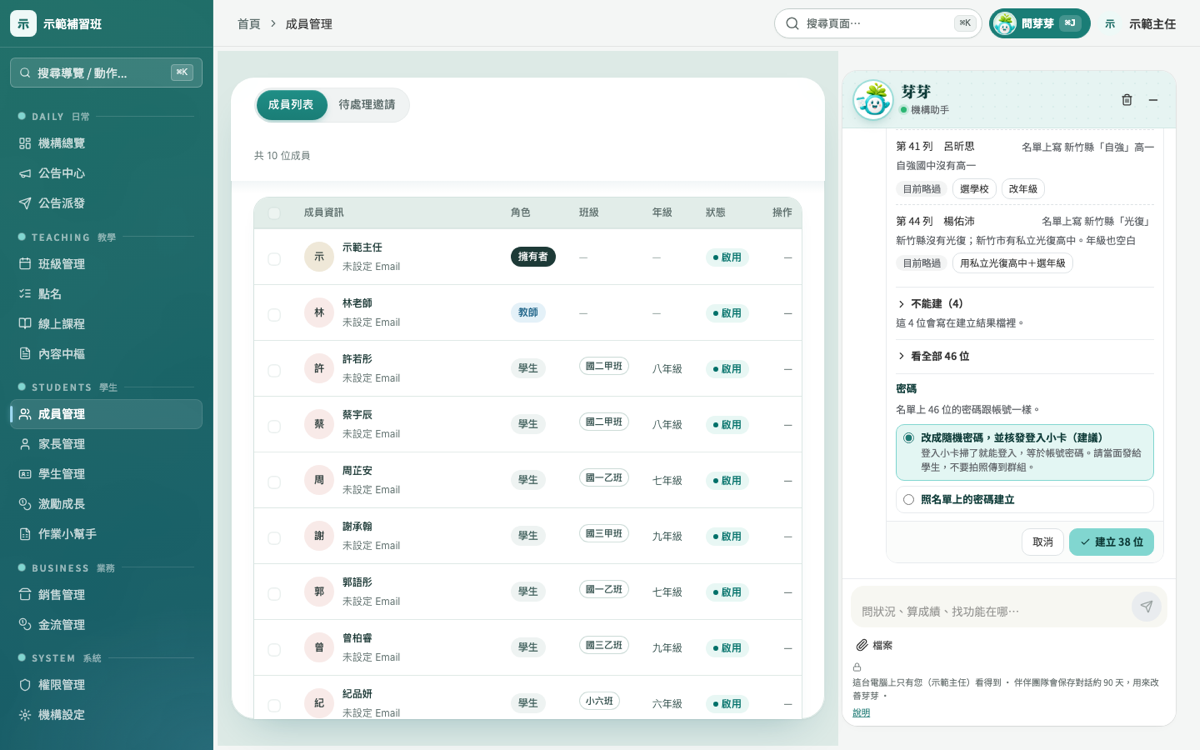 示 示範補習班
搜尋導覽 / 動作... ⌘K
DAILY 日常
機構總覽
公告中心
公告派發
TEACHING 教學
班級管理
點名
線上課程
內容中樞
STUDENTS 學生
成員管理
家長管理
學生管理
激勵成長
作業小幫手
BUSINESS 業務
銷售管理
金流管理
SYSTEM 系統
權限管理
機構設定
首頁 > 成員管理
搜尋頁面… ⌘K
問芽芽 ⌘J
示 示範主任
成員列表 待處理邀請
共 10 位成員
成員資訊 角色 班級 年級 狀態 操作
示 示範主任 擁有者 — — 啟用 —
未設定 Email
林 林老師 教師 — — 啟用 —
未設定 Email
許 許若彤 學生 國二甲班 八年級 啟用 —
未設定 Email
蔡 蔡宇辰 學生 國二甲班 八年級 啟用 —
未設定 Email
周 周芷安 學生 國一乙班 七年級 啟用 —
未設定 Email
謝 謝承翰 學生 國三甲班 九年級 啟用 —
未設定 Email
郭 郭語彤 學生 國一乙班 七年級 啟用 —
未設定 Email
曾 曾柏睿 學生 國三乙班 九年級 啟用 —
未設定 Email
紀 紀品妍 學生 小六班 六年級 啟用 —
未設定 Email
芽芽
機構助手
第 41 列 呂昕思 名單上寫 新竹縣「自強」高一
自強國中沒有高一
目前略過 選學校 改年級
第 44 列 楊佑沛 名單上寫 新竹縣「光復」
新竹縣沒有光復；新竹市有私立光復高中。年級也空白
目前略過 用私立光復高中＋選年級
不能建（4）
這 4 位會寫在建立結果檔裡。
看全部 46 位
密碼
名單上 46 位的密碼跟帳號一樣。
改成隨機密碼，並核發登入小卡（建議）
登入小卡掃了就能登入，等於帳號密碼。請當面發給
學生，不要拍照傳到群組。
照名單上的密碼建立
取消 建立 38 位
問狀況、算成績、找功能在哪…
檔案
這台電腦上只有您（示範主任）看得到 · 伴伴團隊會保存對話約 90 天，用來改
善芽芽 ·
說明